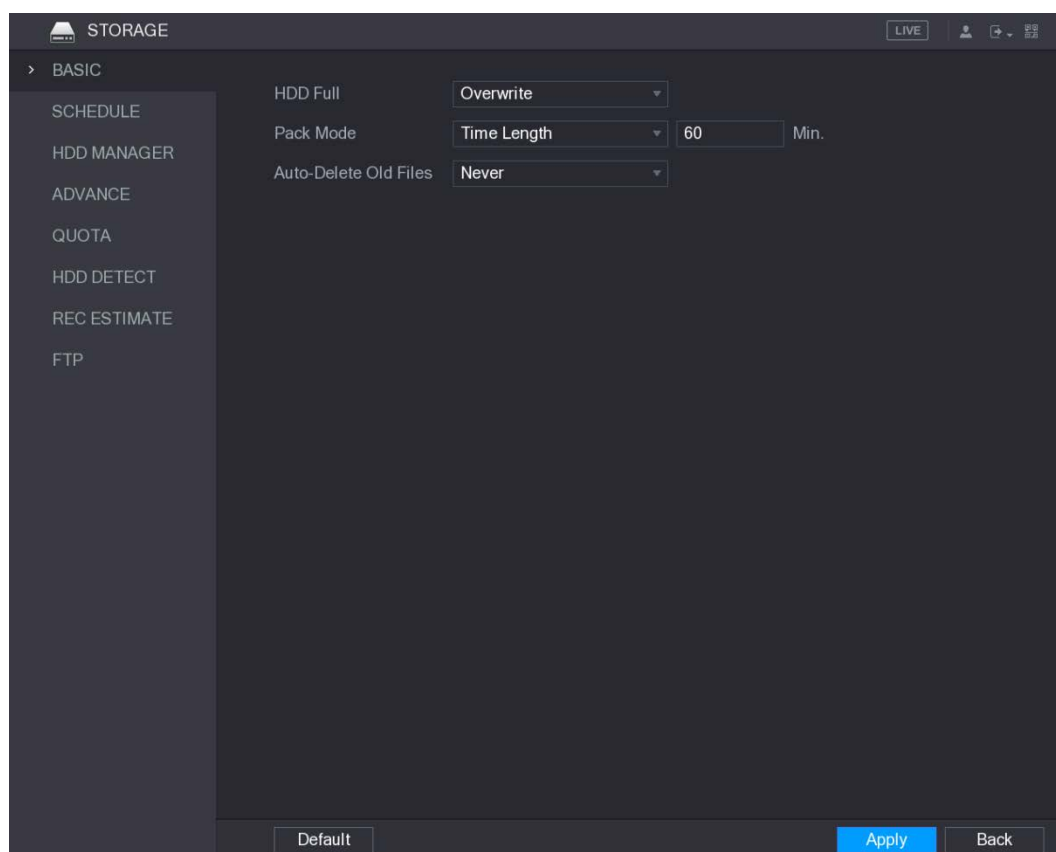 STORAGE LIVE
BASIC
SCHEDULE
HDD MANAGER
ADVANCE
QUOTA
HDD DETECT
REC ESTIMATE
FTP
HDD Full Overwrite
Pack Mode Time Length 60 Min.
Auto-Delete Old Files Never
Default Apply Back